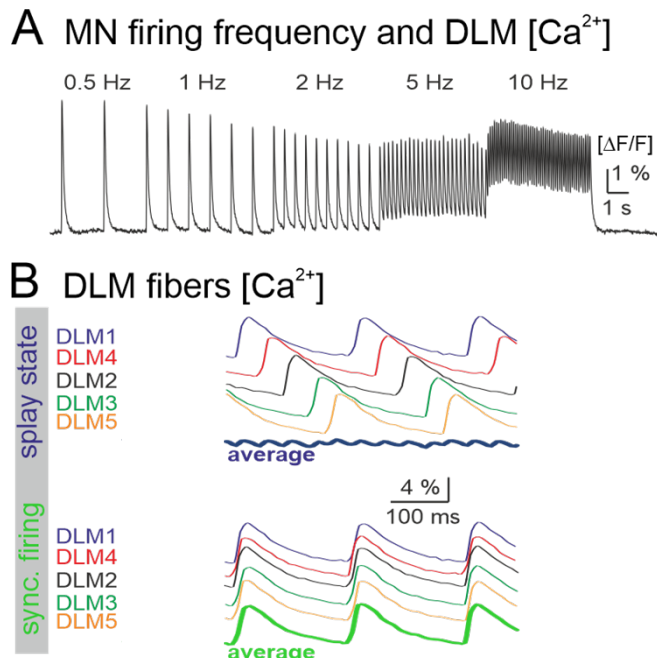 A MN firing frequency and DLM [Ca²⁺]
0.5 Hz 1 Hz 2 Hz 5 Hz 10 Hz
[ΔF/F]
1 %
1 s
B DLM fibers [Ca²⁺]
splay state
DLM1
DLM4
DLM2
DLM3
DLM5
average
4 %
100 ms
sync. firing
DLM1
DLM4
DLM2
DLM3
DLM5
average